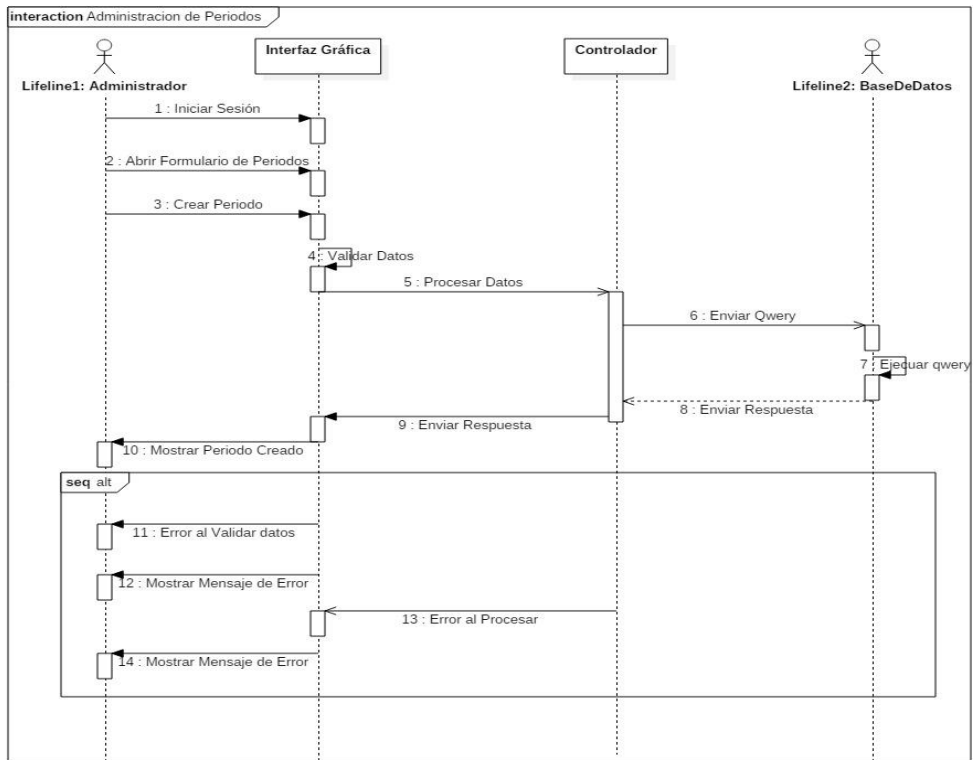 interaction Administracion de Periodos
Interfaz Gráfica
Controlador
Lifeline1: Administrador
Lifeline2: BaseDeDatos
1 : Iniciar Sesión
2 : Abrir Formulario de Periodos
3 : Crear Periodo
4 : Validar Datos
5 : Procesar Datos
6 : Enviar Qwery
7 : Ejecuar qwery
8 : Enviar Respuesta
9 : Enviar Respuesta
10 : Mostrar Periodo Creado
seq alt
11 : Error al Validar datos
12 : Mostrar Mensaje de Error
13 : Error al Procesar
14 : Mostrar Mensaje de Error